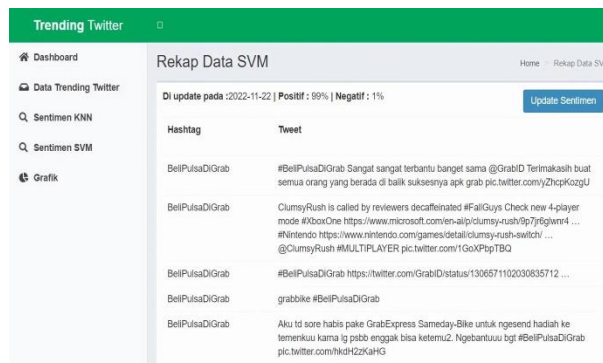 Trending Twitter
Dashboard
Data Trending Twitter
Sentimen KNN
Sentimen SVM
Grafik
Rekap Data SVM
Home
Rekap Data SV
Di update pada :2022-11-22 | Positif : 99% | Negatif : 1%
Update Sentimen
Hashtag Tweet
BeliPulsaDiGrab #BeliPulsaDiGrab Sangat sangat terbantu banget sama @GrabID Terimakasih buat
semua orang yang berada di balik suksesnya apk grab pic.twitter.com/yZhcpKozgU
BeliPulsaDiGrab ClumsyRush is called by reviewers decaffeinated #FallGuys Check new 4-player
mode #XboxOne https://www.microsoft.com/en-ai/p/clumsy-rush/9p7jr6glwnr4 …
#Nintendo https://www.nintendo.com/games/detail/clumsy-rush-switch/ …
@ClumsyRush #MULTIPLAYER pic.twitter.com/1GoXPbpTBQ
BeliPulsaDiGrab #BeliPulsaDiGrab https://twitter.com/GrabID/status/1306571102030835712 …
BeliPulsaDiGrab grabbike #BeliPulsaDiGrab
BeliPulsaDiGrab Aku td sore habis pake GrabExpress Sameday-Bike untuk ngesend hadiah ke
temenkuu karna lg psbb enggak bisa ketemu2. Ngebantuuu bgt #BeliPulsaDiGrab
pic.twitter.com/hkdH2zKaHG